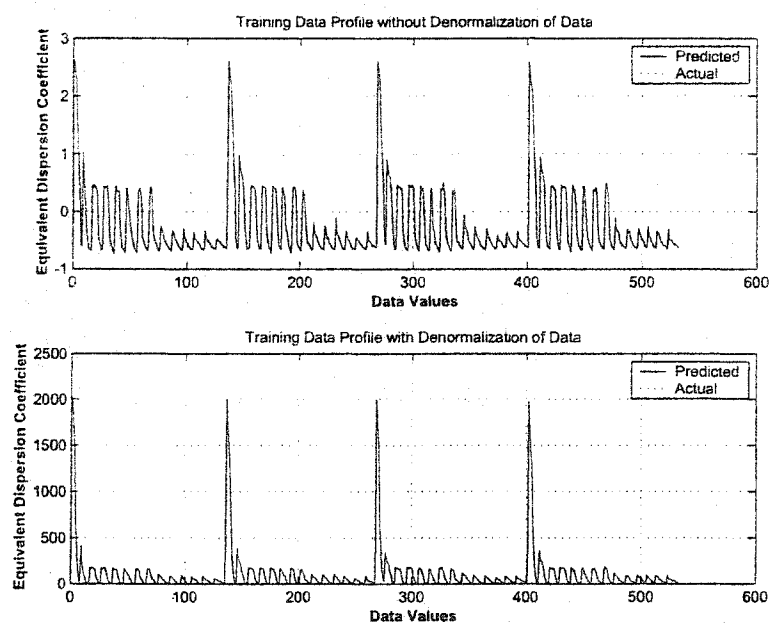 Training Data Profile without Denormalization of Data
Equivalent Dispersion Coefficient
3
2
1
0
-1
0 100 200 300 400 500 600
Predicted
Actual
Data Values
Training Data Profile with Denormalization of Data
Equivalent Dispersion Coefficient
2500
2000
1500
1000
500
0
0 100 200 300 400 500 600
Predicted
Actual
Data Values